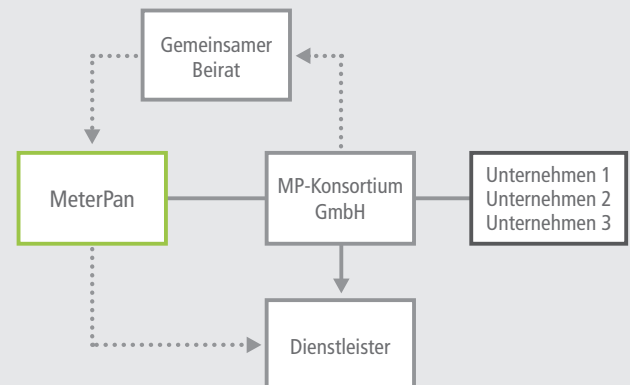 Gemeinsamer
Beirat
MeterPan
MP-Konsortium
GmbH
Unternehmen 1
Unternehmen 2
Unternehmen 3
Dienstleister